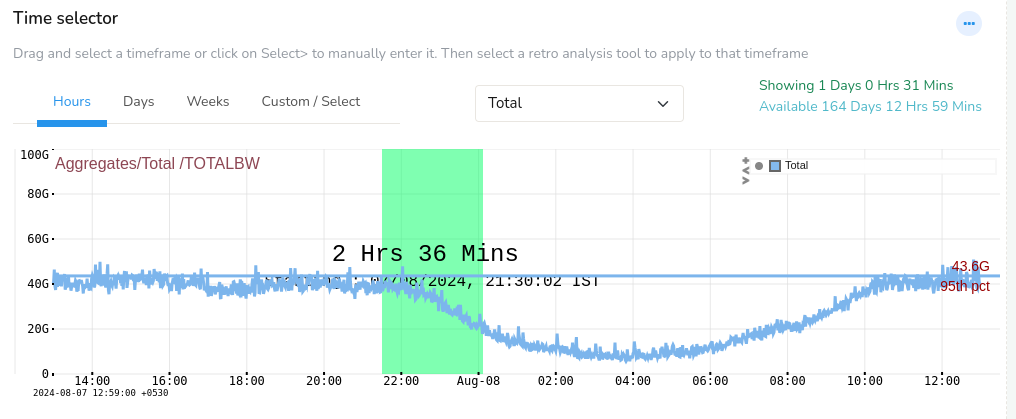 Time selector
•••
Drag and select a timeframe or click on Select> to manually enter it. Then select a retro analysis tool to apply to that timeframe
Hours Days Weeks Custom / Select
Total
Showing 1 Days 0 Hrs 31 Mins
Available 164 Days 12 Hrs 59 Mins
100G
Aggregates/Total /TOTALBW
Total
80G
60G
2 Hrs 36 Mins
43.6G
07/08/2024, 21:30:02 IST
40G
95th pct
20G
0
14:00 16:00 18:00 20:00 22:00 Aug-08 02:00 04:00 06:00 08:00 10:00 12:00
2024-08-07 12:59:00 +0530